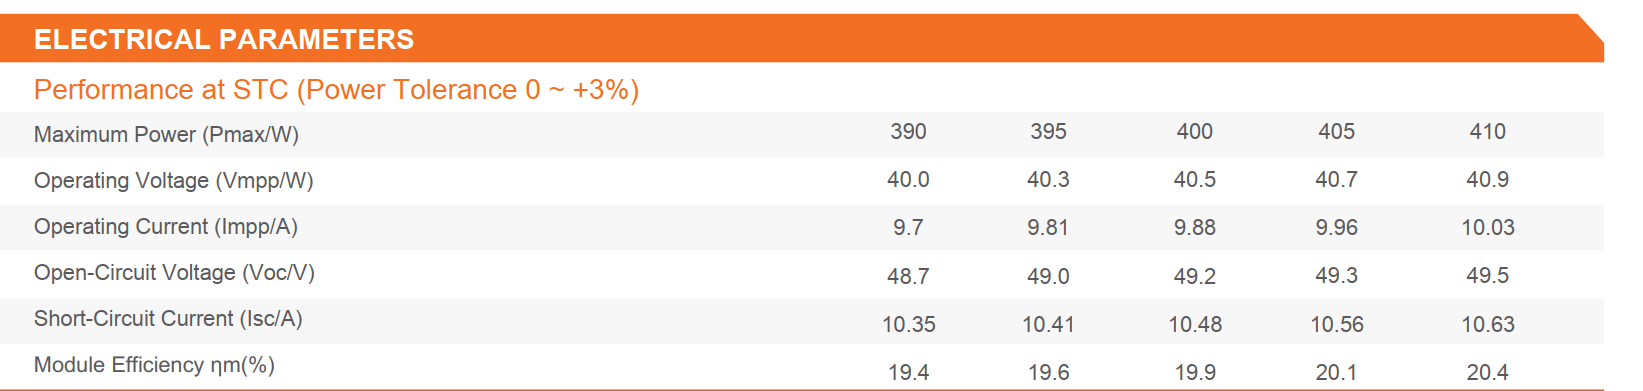 ELECTRICAL PARAMETERS
Performance at STC (Power Tolerance 0 ~ +3%)
Maximum Power (Pmax/W) 390 395 400 405 410
Operating Voltage (Vmpp/W) 40.0 40.3 40.5 40.7 40.9
Operating Current (Impp/A) 9.7 9.81 9.88 9.96 10.03
Open-Circuit Voltage (Voc/V) 48.7 49.0 49.2 49.3 49.5
Short-Circuit Current (Isc/A) 10.35 10.41 10.48 10.56 10.63
Module Efficiency ηm(%) 19.4 19.6 19.9 20.1 20.4